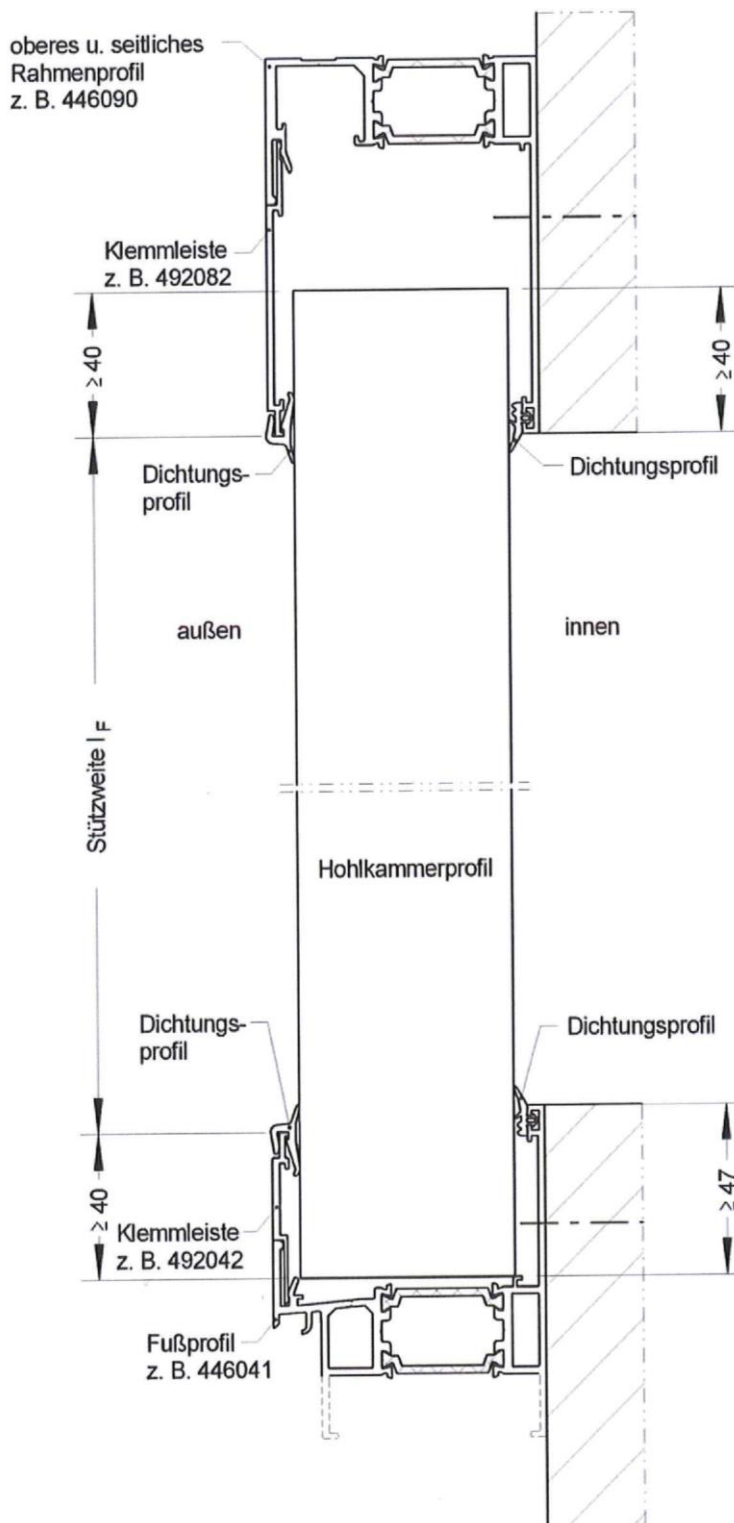 oberes u. seitliches
Rahmenprofil
z. B. 446090
Klemmleiste
z. B. 492082
≥ 40
≥ 40
Dichtungs-
profil
Dichtungsprofil
außen
innen
Stützweite l F
Hohlkammerprofil
Dichtungs-
profil
Dichtungsprofil
≥ 40
≥ 47
Klemmleiste
z. B. 492042
Fußprofil
z. B. 446041